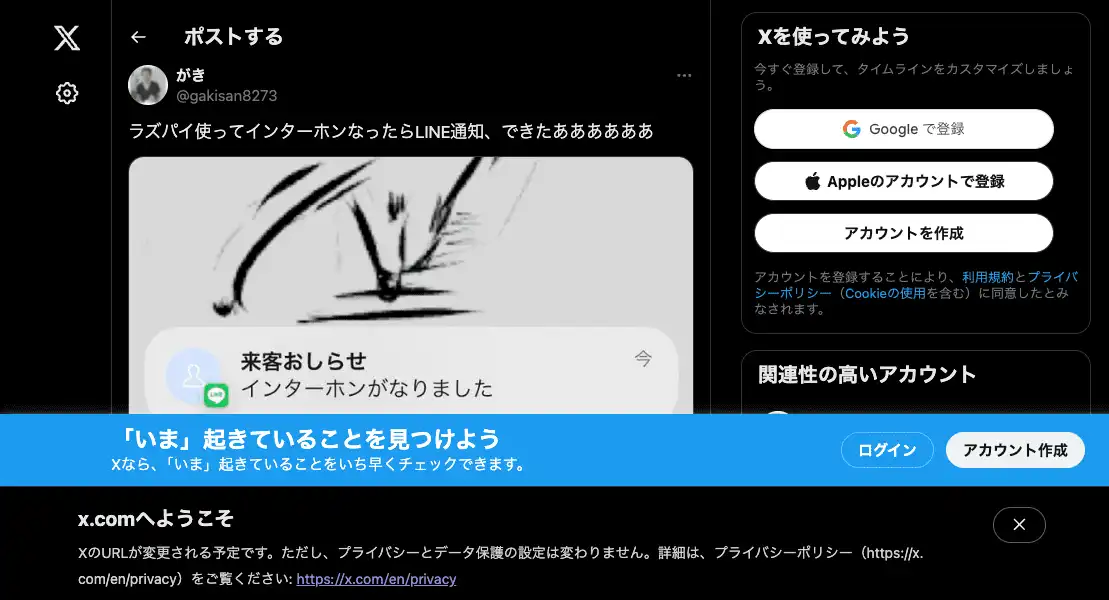 ポストする
がき
@gakisan8273
ラズパイ使ってインターホンなったらLINE通知、できたああああああ
来客おしらせ
今
インターホンがなりました
LINE
Xを使ってみよう
今すぐ登録して、タイムラインをカスタマイズしましょ
う。
Google で登録
Appleのアカウントで登録
アカウントを作成
アカウントを登録することにより、利用規約とプライバ
シーポリシー（Cookieの使用を含む）に同意したとみ
なされます。
関連性の高いアカウント
「いま」起きていることを見つけよう
Xなら、「いま」起きていることをいち早くチェックできます。
ログイン
アカウント作成
x.comへようこそ
XのURLが変更される予定です。ただし、プライバシーとデータ保護の設定は変わりません。詳細は、プライバシーポリシー（https://x.
com/en/privacy）をご覧ください: https://x.com/en/privacy